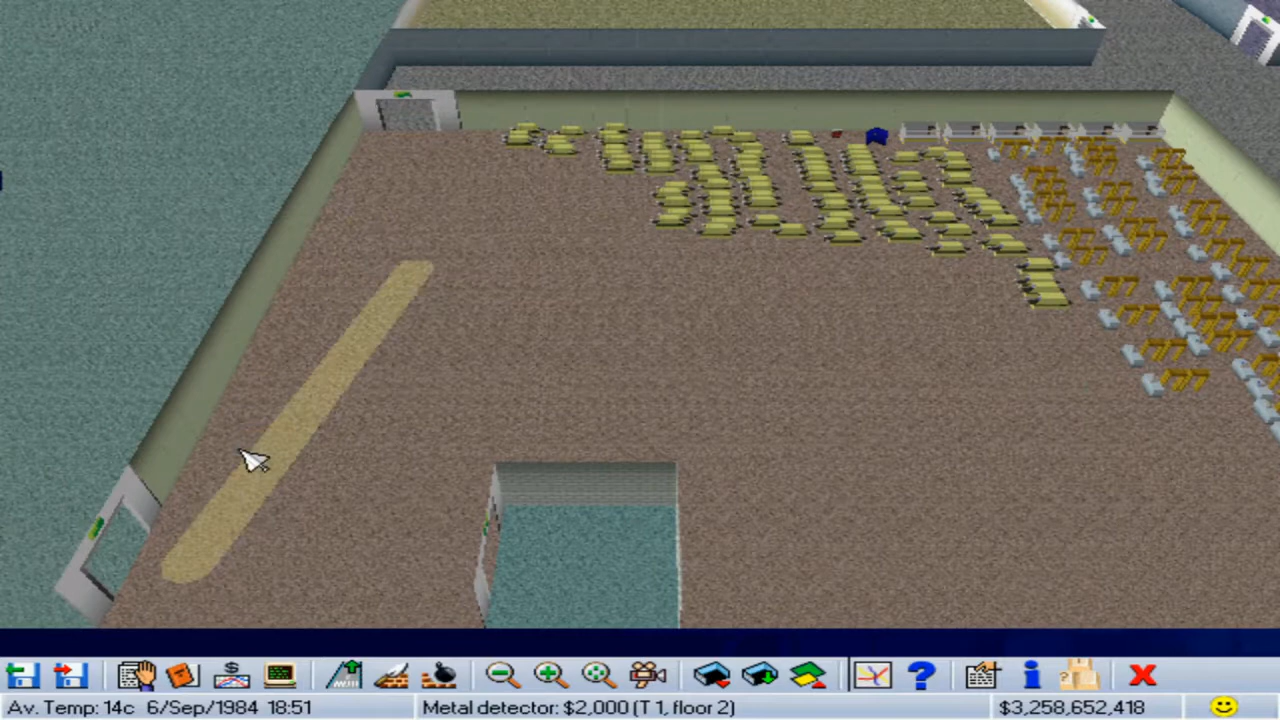 Av. Temp: 14c 6/Sep/1984 18:51
Metal detector: $2,000 (T 1, floor 2)
$3,258,652,418